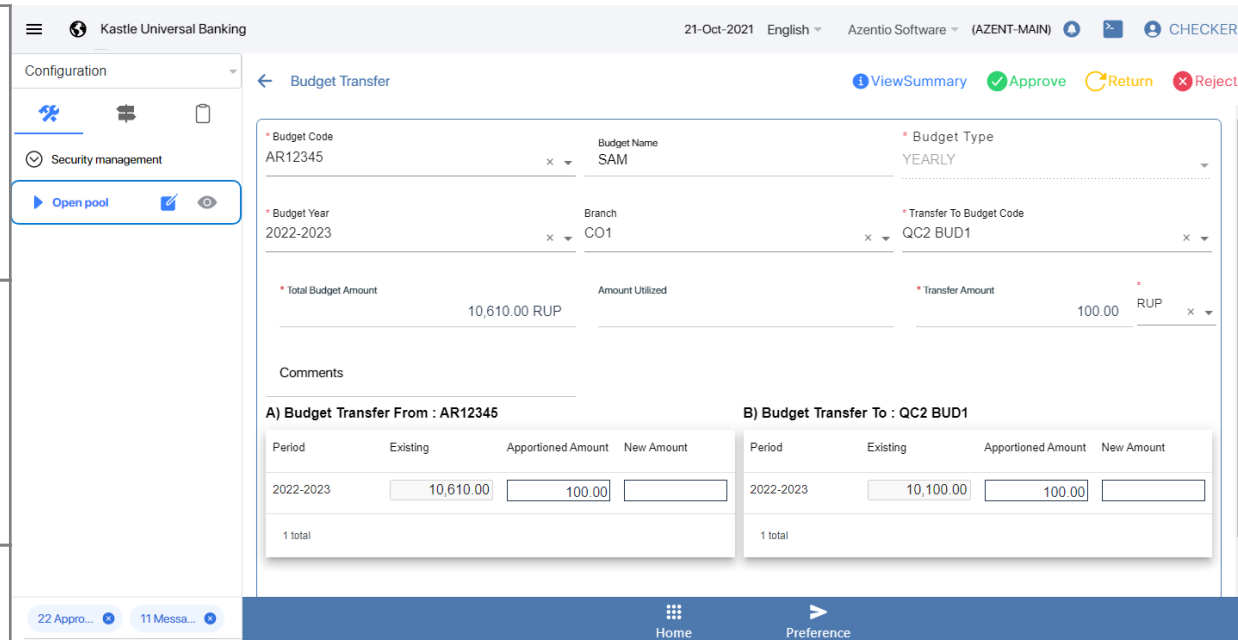 Kastle Universal Banking 21-Oct-2021 English Azentio Software (AZENT-MAIN) CHECKER
Configuration
Budget Transfer ViewSummary Approve Return Reject
Security management
Open pool
* Budget Code Budget Name * Budget Type
AR12345 × SAM YEARLY
* Budget Year Branch * Transfer To Budget Code
2022-2023 × CO1 × QC2 BUD1 ×
* Total Budget Amount Amount Utilized * Transfer Amount *
10,610.00 RUP 100.00 RUP ×
Comments
A) Budget Transfer From : AR12345 B) Budget Transfer To : QC2 BUD1
Period Existing Apportioned Amount New Amount Period Existing Apportioned Amount New Amount
2022-2023 10,610.00 100.00 2022-2023 10,100.00 100.00
1 total 1 total
22 Appro... 11 Messa...
Home Preference